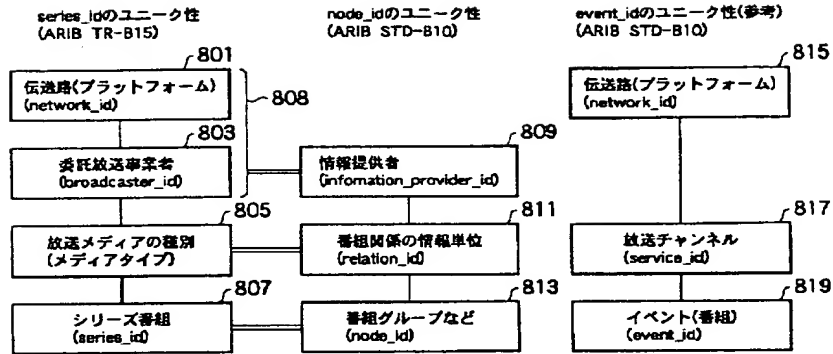 series_idのユニーク性
(ARIB TR-B15)
node_idのユニーク性
(ARIB STD-B10)
event_idのユニーク性(参考)
(ARIB STD-B10)
801
伝送路(プラットフォーム)
(network_id)
808
803
委託放送事業者
(broadcaster_id)
805
放送メディアの種別
(メディアタイプ)
807
シリーズ番組
(series_id)
809
情報提供者
(infomation_provider_id)
811
番組関係の情報単位
(relation_id)
813
番組グループなど
(node_id)
815
伝送路(プラットフォーム)
(network_id)
817
放送チャンネル
(service_id)
819
イベント(番組)
(event_id)